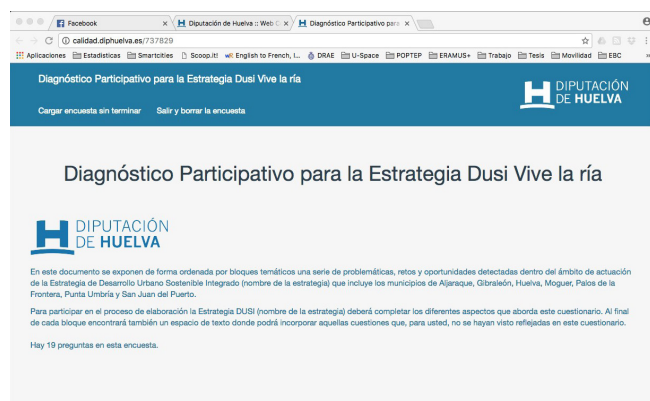 Facebook
Diputación de Huelva :: Web C
Diagnóstico Participativo para
calidad.diphuelva.es/737829
Aplicaciones Estadisticas Smartcities Scoop.it! English to French, I... DRAE U-Space POPTEP ERAMUS+ Trabajo Tesis Movilidad EBC
Diagnóstico Participativo para la Estrategia Dusi Vive la ría
Cargar encuesta sin terminar Salir y borrar la encuesta
DIPUTACIÓN
DE HUELVA
Diagnóstico Participativo para la Estrategia Dusi Vive la ría
DIPUTACIÓN
DE HUELVA
En este documento se exponen de forma ordenada por bloques temáticos una serie de problemáticas, retos y oportunidades detectadas dentro del ámbito de actuación
de la Estrategia de Desarrollo Urbano Sostenible Integrado (nombre de la estrategia) que incluye los municipios de Aljaraque, Gibraleón, Huelva, Moguer, Palos de la
Frontera, Punta Umbría y San Juan del Puerto.
Para participar en el proceso de elaboración la Estrategia DUSI (nombre de la estrategia) deberá completar los diferentes aspectos que aborda este cuestionario. Al final
de cada bloque encontrará también un espacio de texto donde podrá incorporar aquellas cuestiones que, para usted, no se hayan visto reflejadas en este cuestionario.
Hay 19 preguntas en esta encuesta.